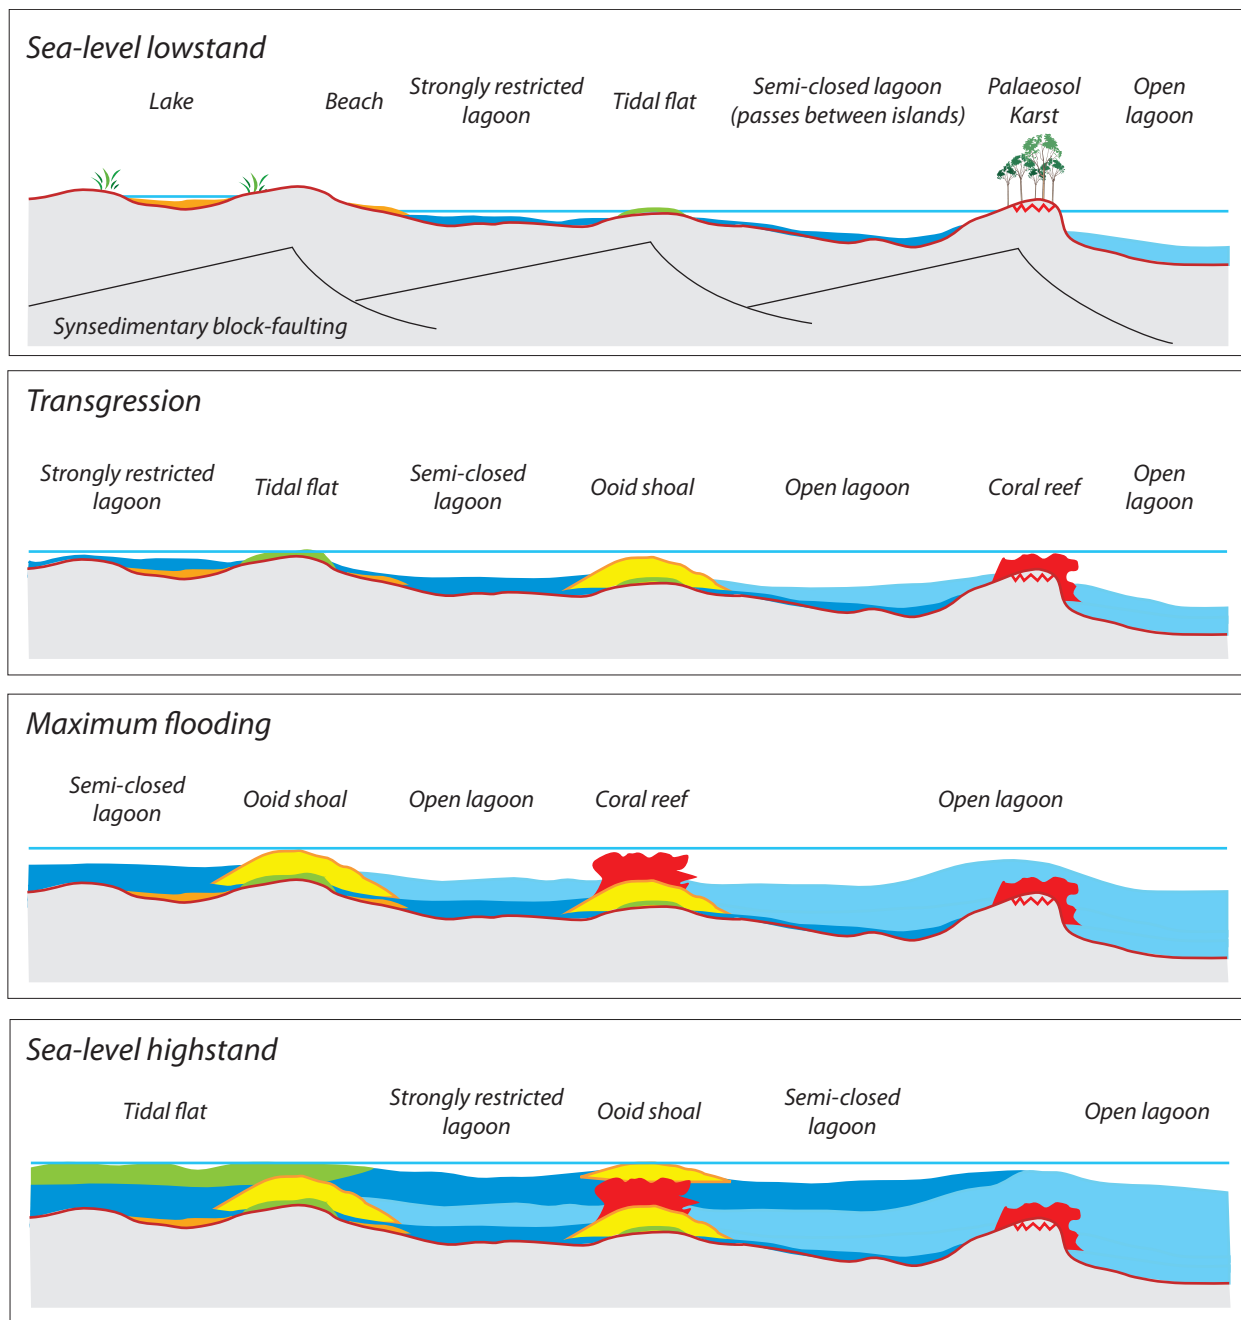 Sea-level lowstand
Lake
Beach
Strongly restricted
lagoon
Tidal flat
Semi-closed lagoon
(passes between islands)
Palaeosol
Karst
Open
lagoon
Synsedimentary block-faulting
Transgression
Strongly restricted
lagoon
Tidal flat
Semi-closed
lagoon
Ooid shoal
Open lagoon
Coral reef
Open
lagoon
Maximum flooding
Semi-closed
lagoon
Ooid shoal
Open lagoon
Coral reef
Open lagoon
Sea-level highstand
Tidal flat
Strongly restricted
lagoon
Ooid shoal
Semi-closed
lagoon
Open lagoon